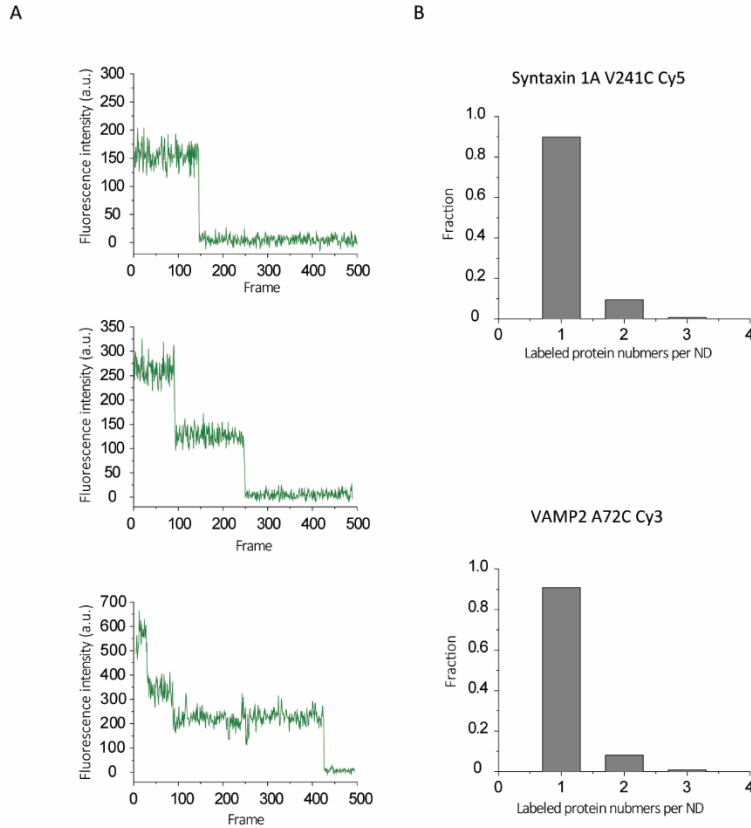 A
B
300
250
200
150
100
50
0
Fluorescence intensity (a.u.)
0 100 200 300 400 500
Frame
350
300
250
200
150
100
50
0
Fluorescence intensity (a.u.)
0 100 200 300 400 500
Frame
700
600
500
400
300
200
100
0
Fluorescence intensity (a.u.)
0 100 200 300 400 500
Frame
Syntaxin 1A V241C Cy5
1.0
0.8
0.6
0.4
0.2
0
Fraction
0 1 2 3 4
Labeled protein nubmers per ND
VAMP2 A72C Cy3
1.0
0.8
0.6
0.4
0.2
0
Fraction
0 1 2 3 4
Labeled protein nubmers per ND